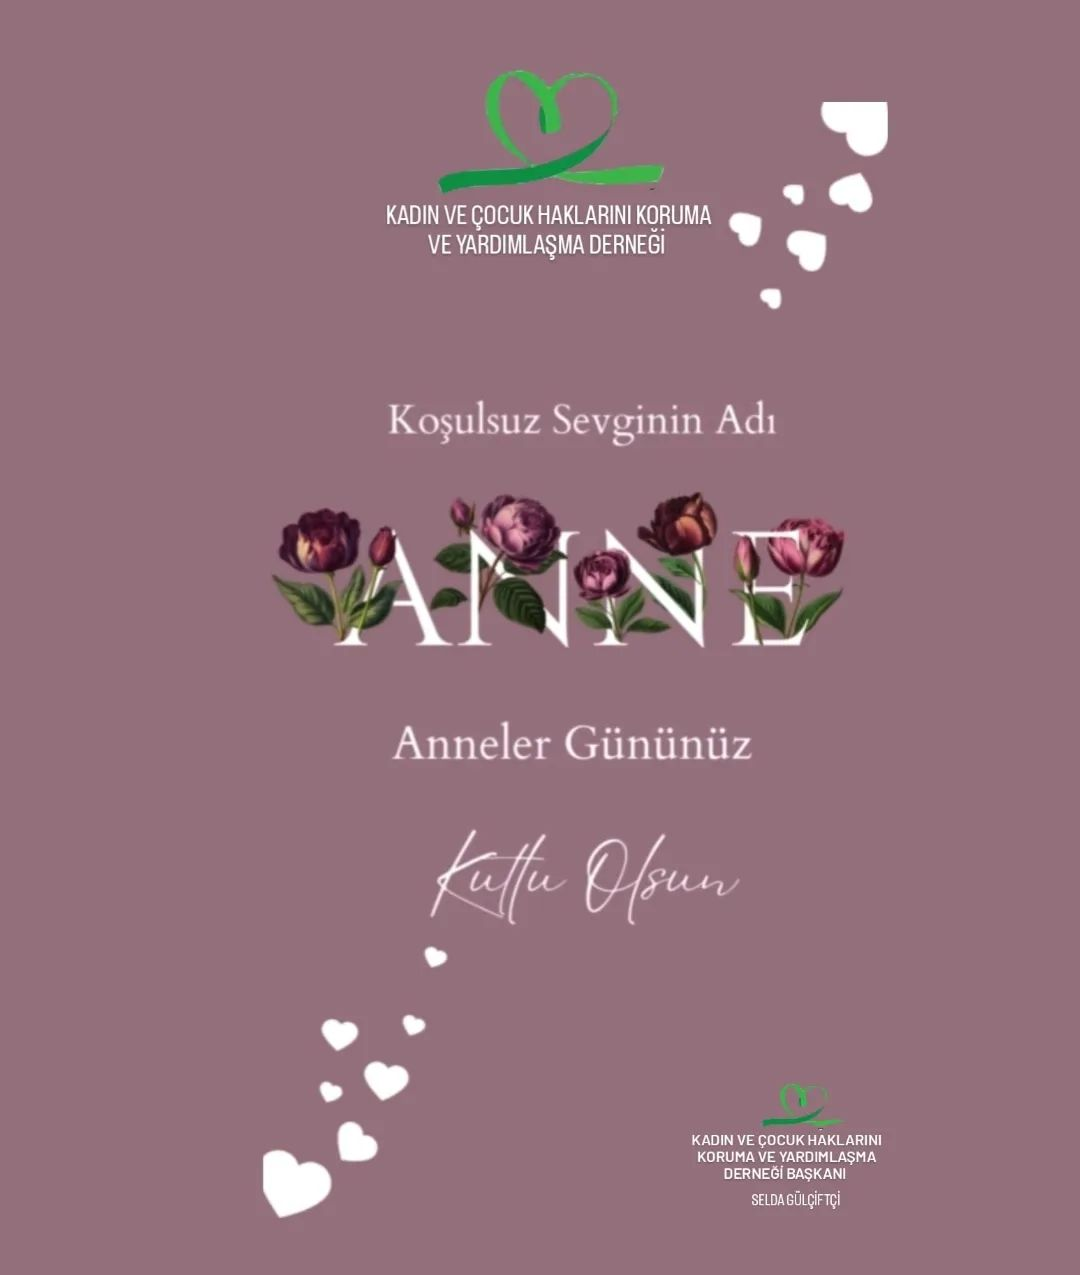 KADIN VE ÇOCUK HAKLARINI KORUMA
VE YARDIMLAŞMA DERNEĞİ
Koşulsuz Sevginin Adı
ANNE
Anneler Gününüz
Kutlu Olsun
KADIN VE ÇOCUK HAKLARINI
KORUMA VE YARDIMLAŞMA
DERNEĞİ BAŞKANI
SELDA GÜLÇİFTÇİ